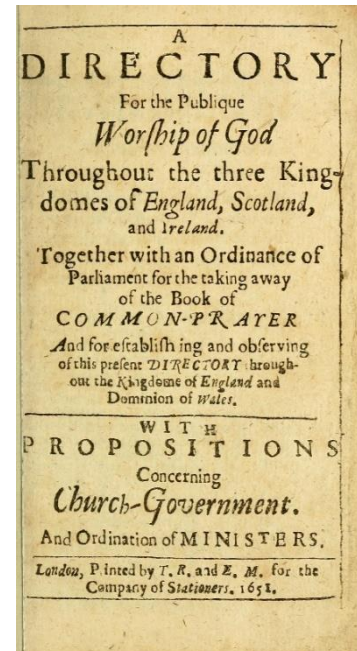 A
DIRECTORY
For the Publique
Worſhip of God
Throughout the three King-
domes of England, Scotland,
and Ireland.
Together with an Ordinance of
Parliament for the taking away
of the Book of
COMMON-PRAYER
And for eſtabliſh ing and obſerving
of this preſent DIRECTORY through-
out the Kingdome of England and
Dominion of Wales.
WITH
PROPOSITIONS
Concerning
Church-Government.
And Ordination of MINISTERS.
London, Printed by T. R. and E. M. for the
Company of Stationers. 1651.